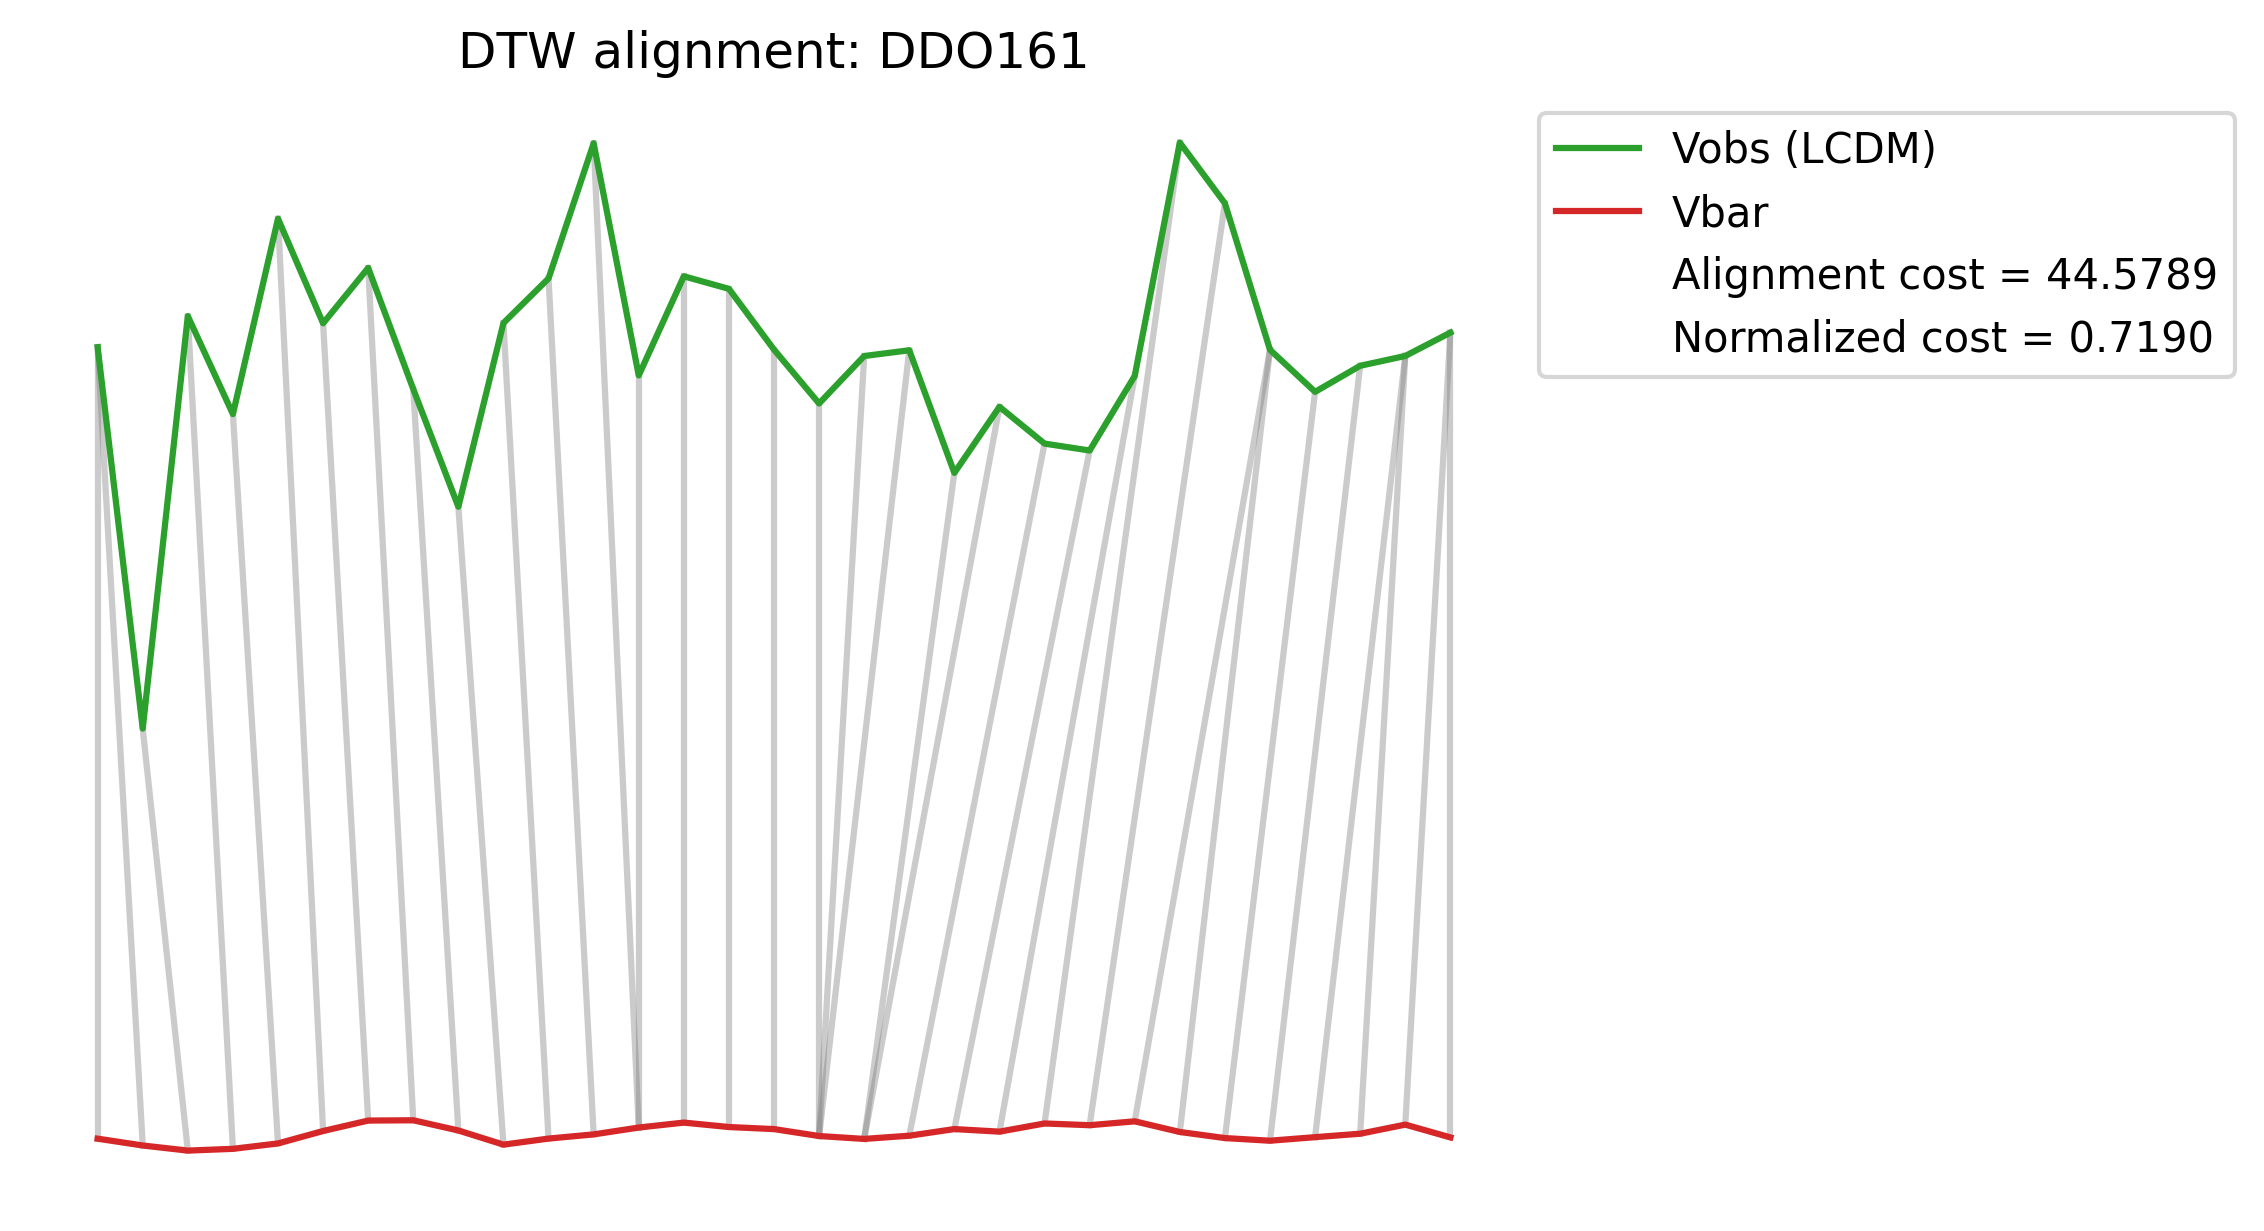 DTW alignment: DDO161
Vobs (LCDM)
Vbar
Alignment cost = 44.5789
Normalized cost = 0.7190